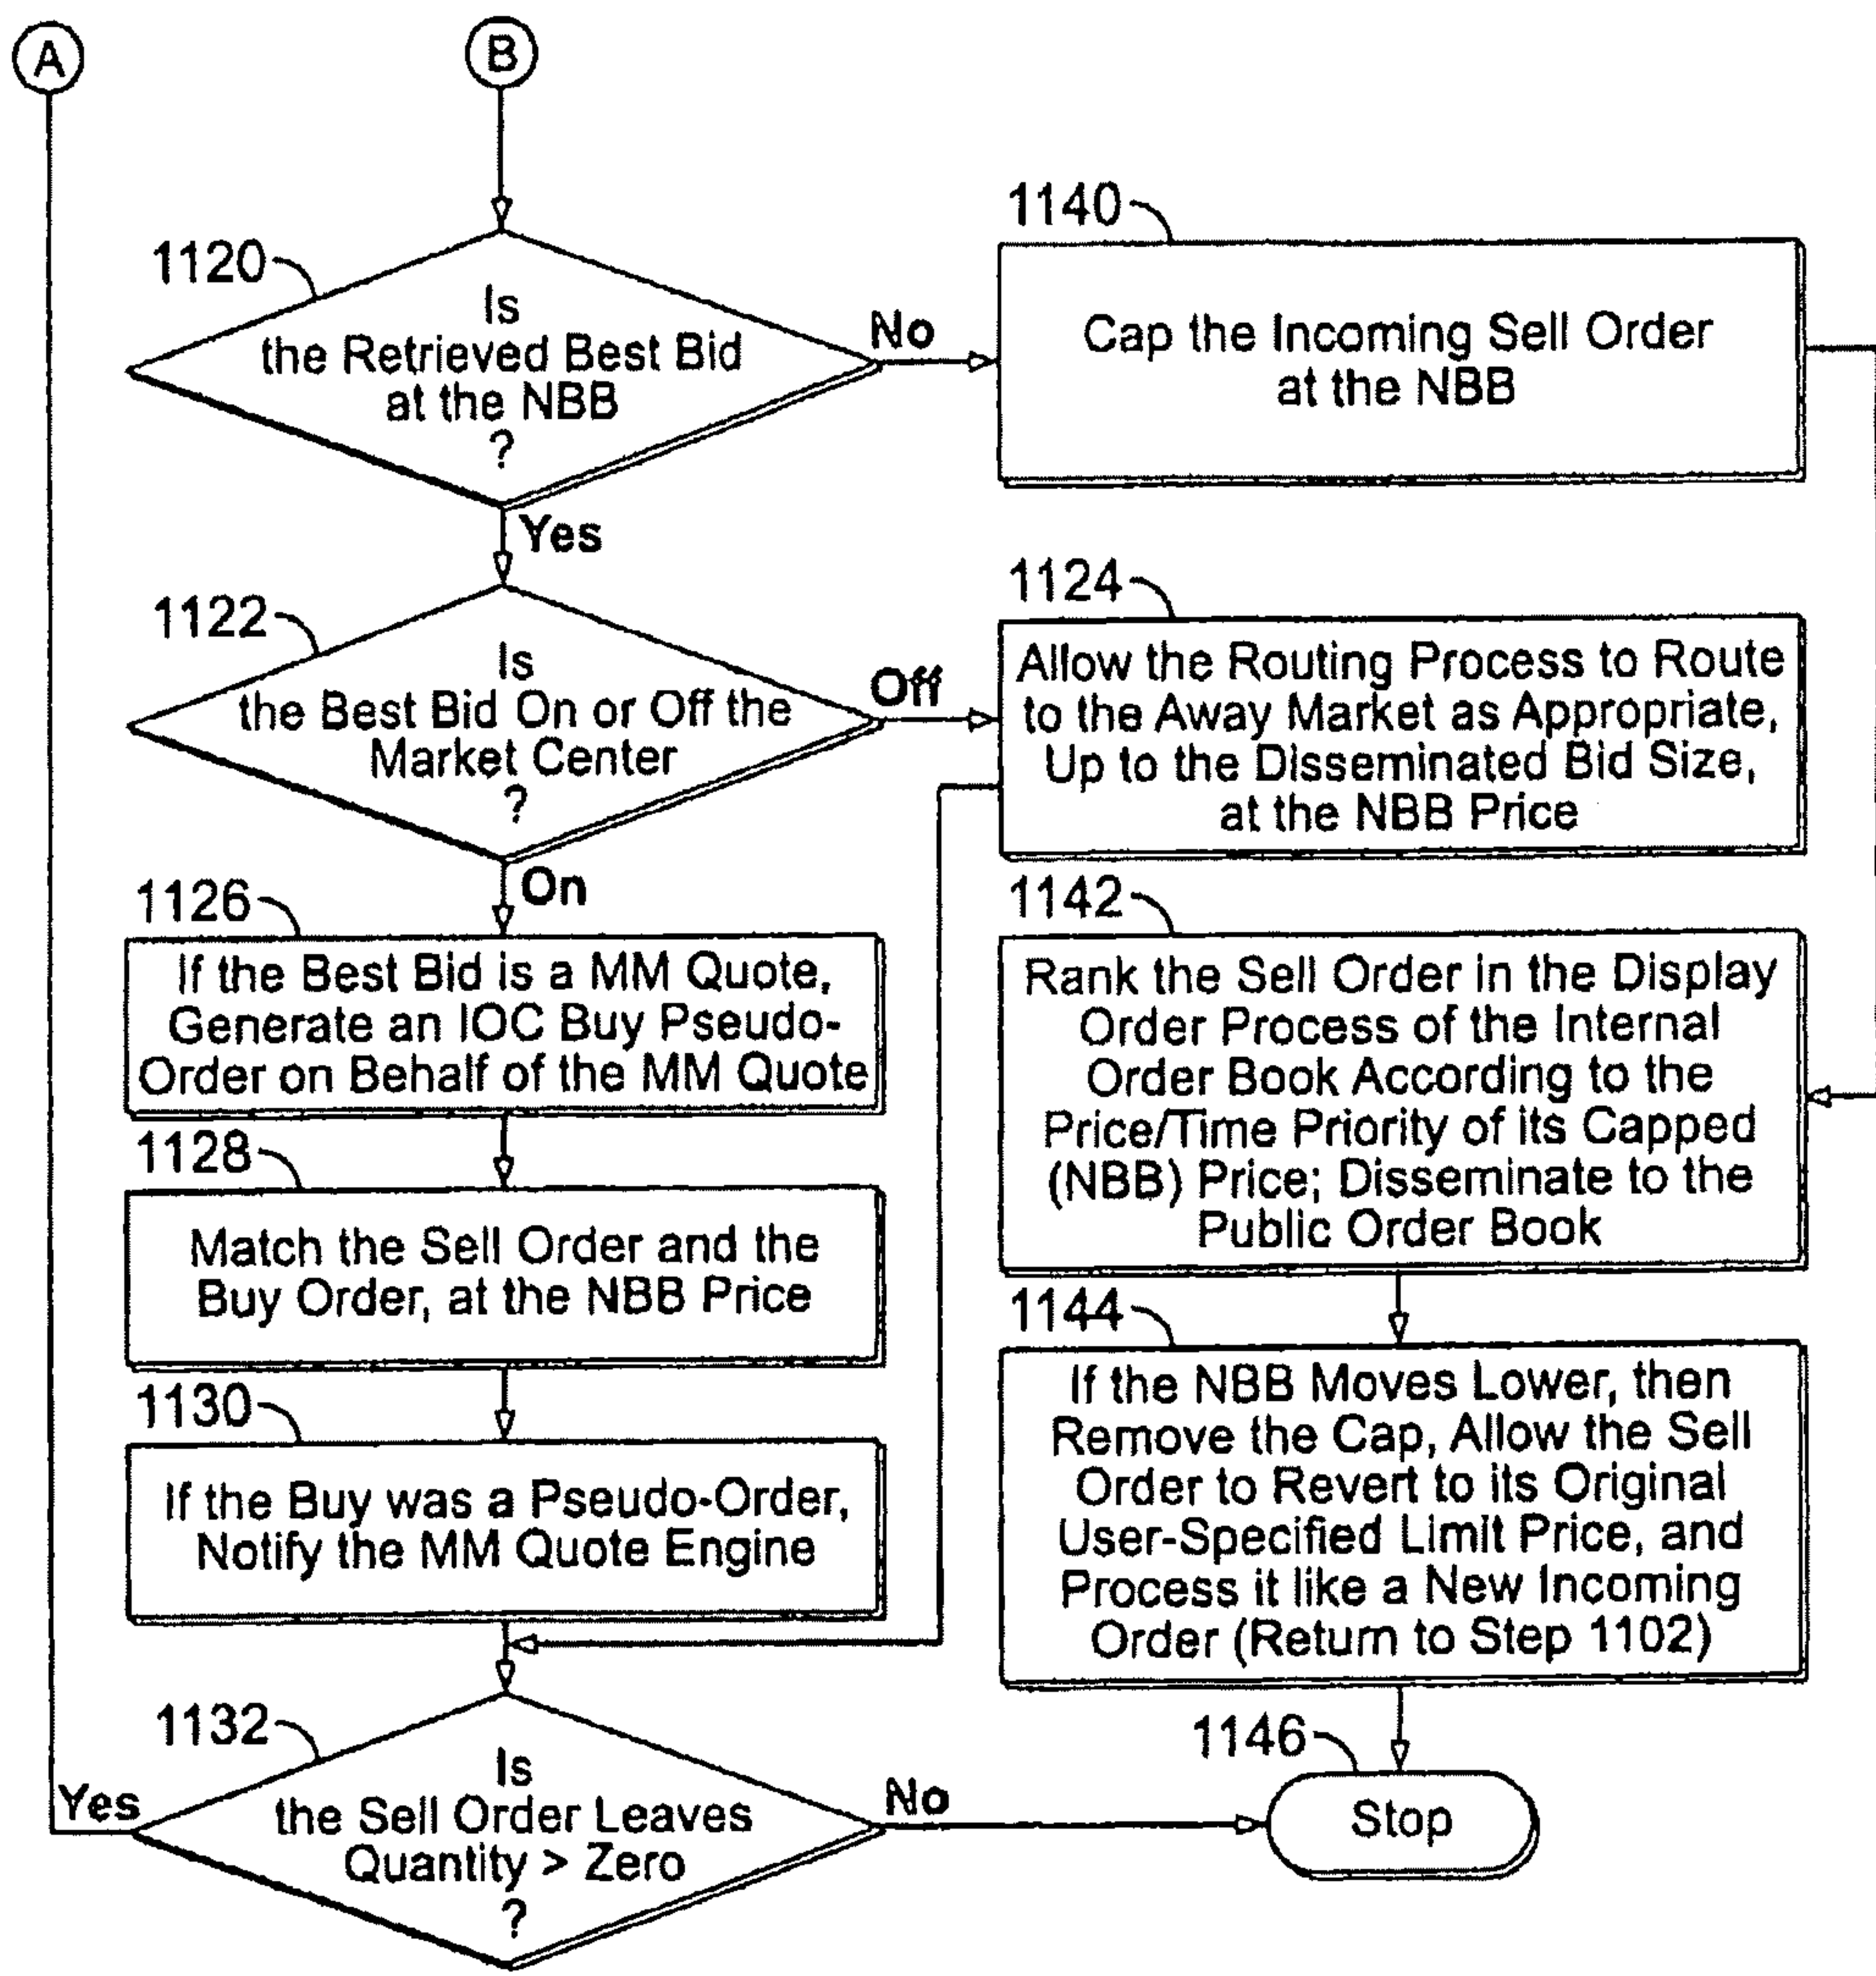 A
B
1120
Is
the Retrieved Best Bid
at the NBB
?
No
Yes
1140
Cap the Incoming Sell Order
at the NBB
1122
Is
the Best Bid On or Off the
Market Center
?
Off
On
1124
Allow the Routing Process to Route
to the Away Market as Appropriate,
Up to the Disseminated Bid Size,
at the NBB Price
1126
If the Best Bid is a MM Quote,
Generate an IOC Buy Pseudo-
Order on Behalf of the MM Quote
1142
Rank the Sell Order in the Display
Order Process of the Internal
Order Book According to the
Price/Time Priority of its Capped
(NBB) Price; Disseminate to the
Public Order Book
1128
Match the Sell Order and the
Buy Order, at the NBB Price
1130
If the Buy was a Pseudo-Order,
Notify the MM Quote Engine
1144
If the NBB Moves Lower, then
Remove the Cap, Allow the Sell
Order to Revert to its Original
User-Specified Limit Price, and
Process it like a New Incoming
Order (Return to Step 1102)
1132
Is
the Sell Order Leaves
Quantity > Zero
?
Yes
No
1146
Stop